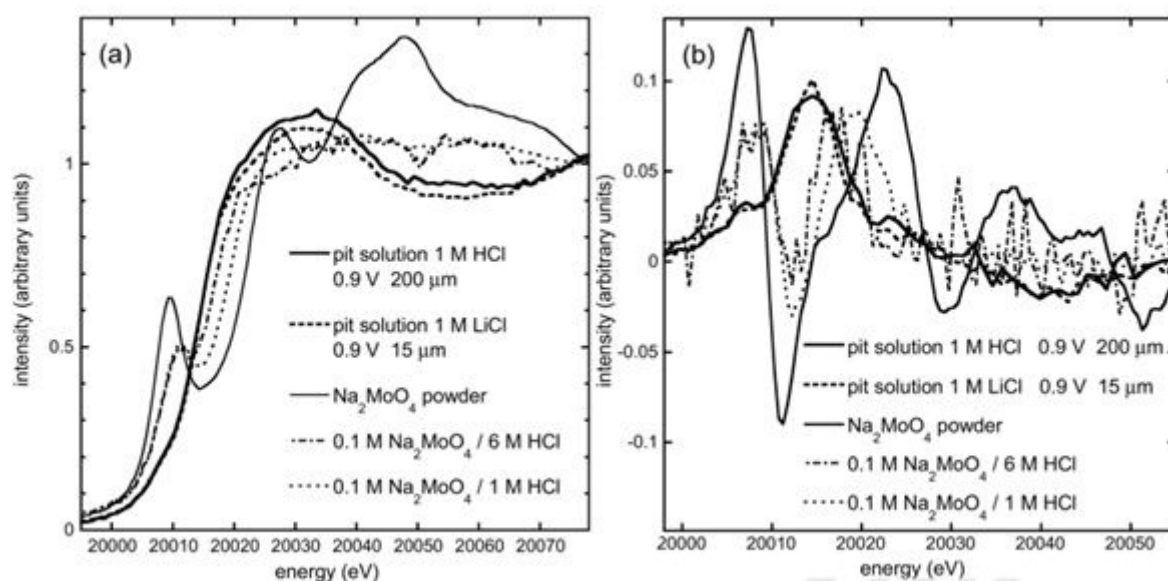 (a)
intensity (arbitrary units)
1
0.5
0
pit solution 1 M HCl
0.9 V 200 μm
pit solution 1 M LiCl
0.9 V 15 μm
Na₂MoO₄ powder
0.1 M Na₂MoO₄ / 6 M HCl
0.1 M Na₂MoO₄ / 1 M HCl
20000 20010 20020 20030 20040 20050 20060 20070
energy (eV)
(b)
intensity (arbitrary units)
0.1
0.05
0
-0.05
-0.1
pit solution 1 M HCl 0.9 V 200 μm
pit solution 1 M LiCl 0.9 V 15 μm
Na₂MoO₄ powder
0.1 M Na₂MoO₄ / 6 M HCl
0.1 M Na₂MoO₄ / 1 M HCl
20000 20010 20020 20030 20040 20050
energy (eV)